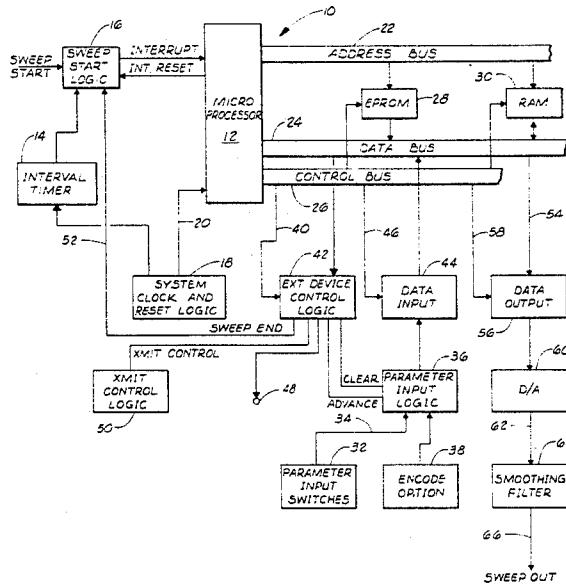 10
16
22
SWEEP
START
SWEEP
START
LOGIC
INTERRUPT
INT. RESET
ADDRESS BUS
MICRO
PROCESSOR
12
28
EPROM
30
RAM
14
INTERVAL
TIMER
24
DATA BUS
CONTROL BUS
26
20
52
40
46
58
54
18
SYSTEM
CLOCK AND
RESET LOGIC
42
EXT DEVICE
CONTROL
LOGIC
44
DATA
INPUT
DATA
OUTPUT
56
SWEEP END
XMIT CONTROL
XMIT
CONTROL
LOGIC
50
48
CLEAR
ADVANCE
36
PARAMETER
INPUT
LOGIC
60
D/A
34
32
PARAMETER
INPUT
SWITCHES
38
ENCODE
OPTION
62
SMOOTHING
FILTER
66
SWEEP OUT